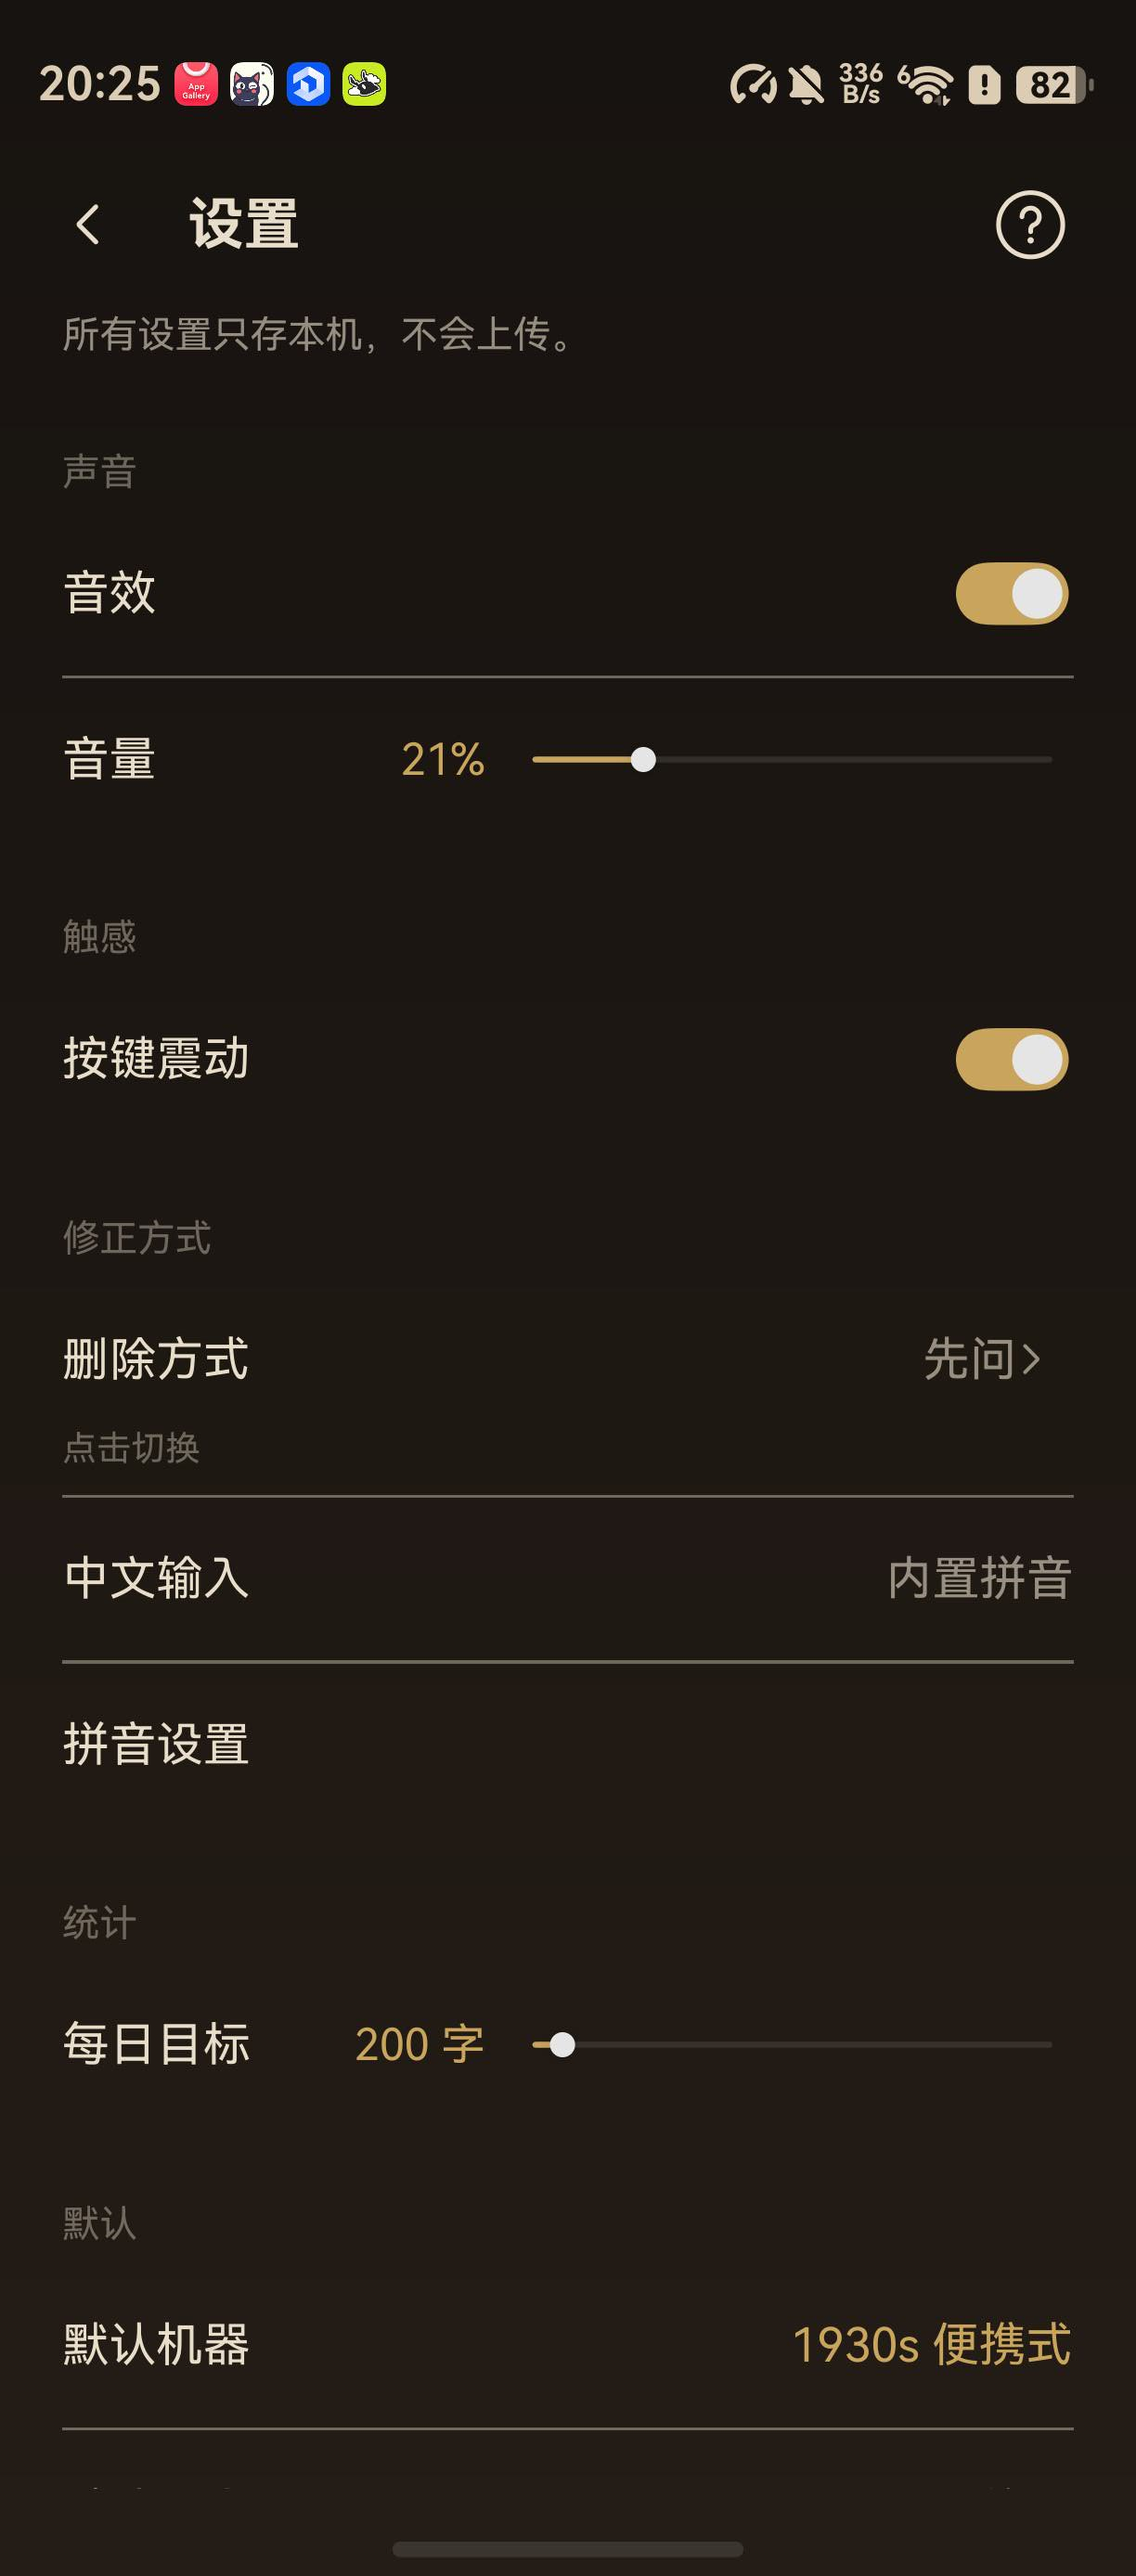 20:25
App
Gallery
336
B/s
6
82
设置
所有设置只存本机，不会上传。
声音
音效
音量 21%
触感
按键震动
修正方式
删除方式 先问
点击切换
中文输入 内置拼音
拼音设置
统计
每日目标 200 字
默认
默认机器 1930s 便携式